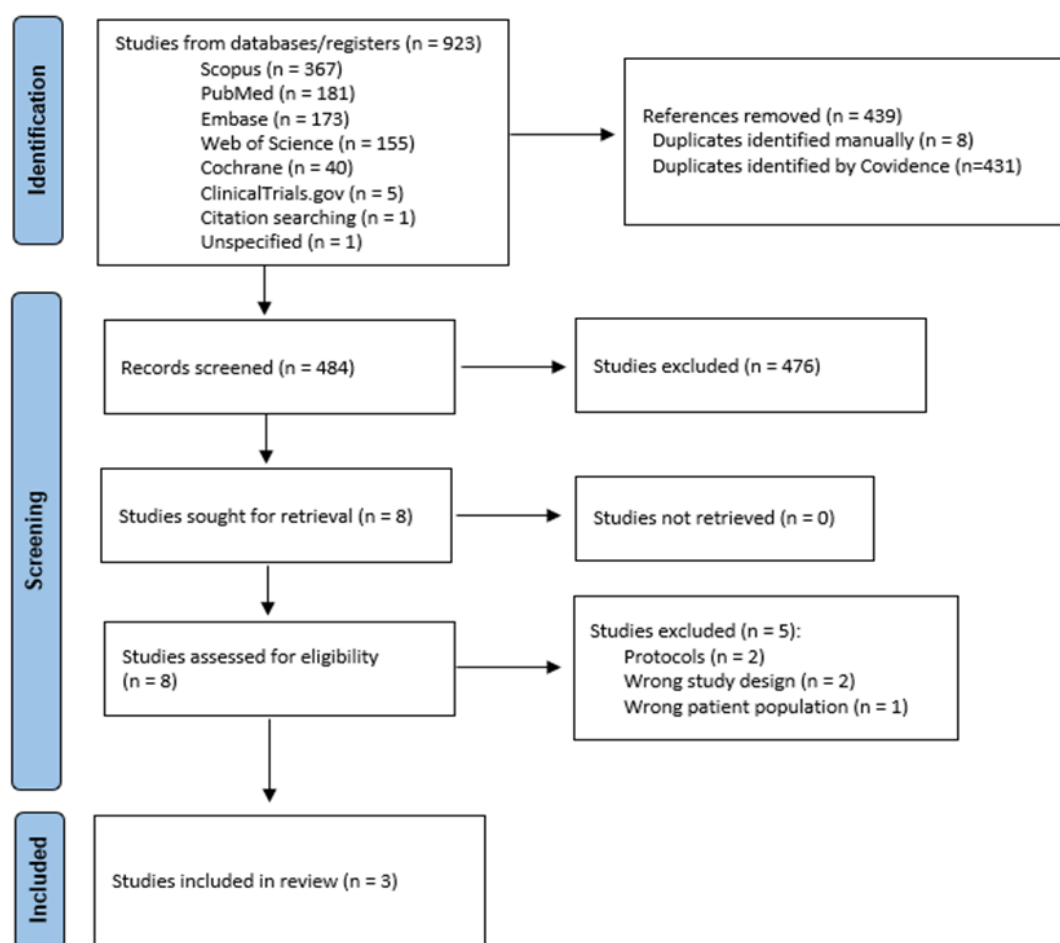 Identification
Studies from databases/registers (n = 923)
Scopus (n = 367)
PubMed (n = 181)
Embase (n = 173)
Web of Science (n = 155)
Cochrane (n = 40)
ClinicalTrials.gov (n = 5)
Citation searching (n = 1)
Unspecified (n = 1)
References removed (n = 439)
Duplicates identified manually (n = 8)
Duplicates identified by Covidence (n=431)
Screening
Records screened (n = 484)
Studies excluded (n = 476)
Studies sought for retrieval (n = 8)
Studies not retrieved (n = 0)
Studies assessed for eligibility
(n = 8)
Studies excluded (n = 5):
Protocols (n = 2)
Wrong study design (n = 2)
Wrong patient population (n = 1)
Included
Studies included in review (n = 3)